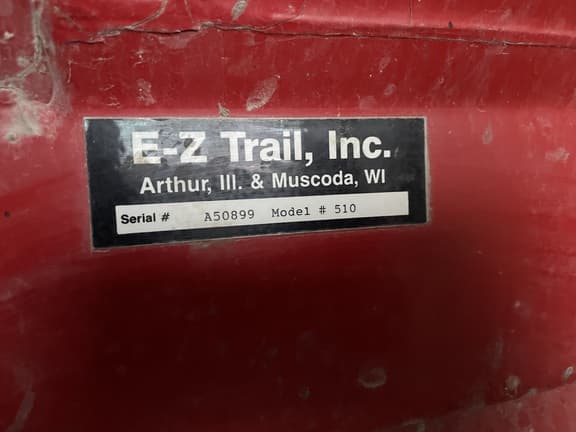 E-Z Trail, Inc.
Arthur, Ill. & Muscoda, WI
Serial # A50899 Model # 510